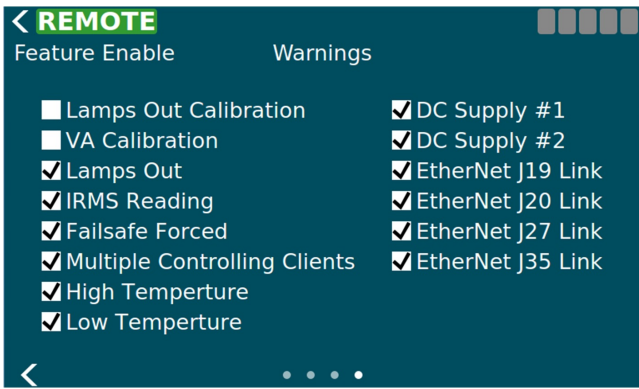 REMOTE
Feature Enable Warnings
Lamps Out Calibration
VA Calibration
Lamps Out
IRMS Reading
Failsafe Forced
Multiple Controlling Clients
High Temperture
Low Temperture
DC Supply #1
DC Supply #2
EtherNet J19 Link
EtherNet J20 Link
EtherNet J27 Link
EtherNet J35 Link